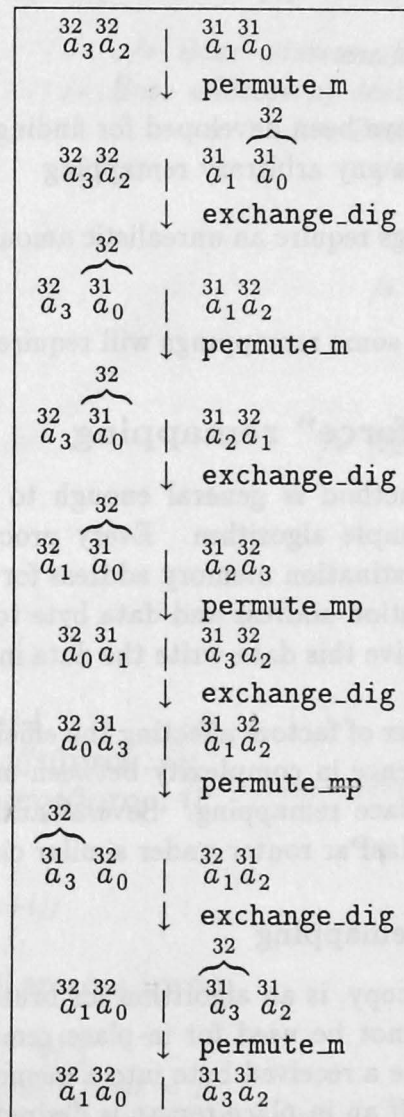 32 32 31 31
a3 a2 | a1 a0
↓ permute_m
32
32 32 31 31
a3 a2 | a1 a0
↓ exchange_dig
32
32 31 31 32
a3 a0 | a1 a2
↓ permute_m
32
32 31 31 32
a3 a0 | a2 a1
↓ exchange_dig
32
32 31 31 32
a1 a0 | a2 a3
↓ permute_mp
32 31 31 32
a0 a1 | a3 a2
↓ exchange_dig
32 31 31 32
a0 a3 | a1 a2
↓ permute_mp
32
31 32 32 31
a3 a0 | a1 a2
↓ exchange_dig
32
32 32 31 31
a1 a0 | a3 a2
↓ permute_m
32 32 31 31
a1 a0 | a3 a2